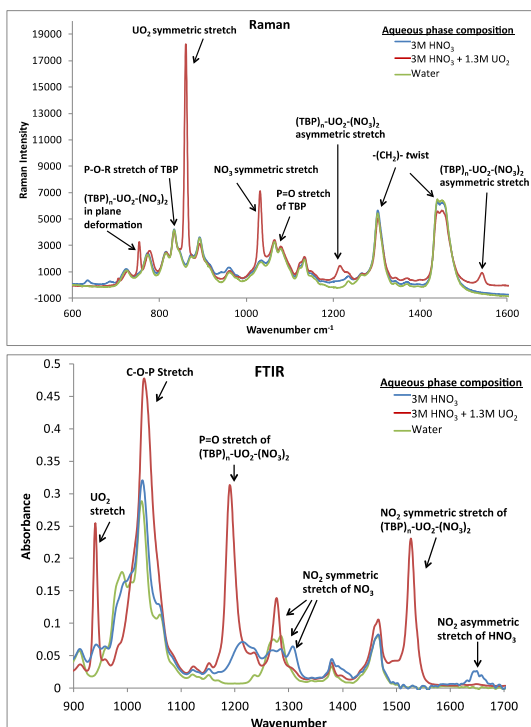 Raman
UO₂ symmetric stretch
Aqueous phase composition
3M HNO₃
3M HNO₃ + 1.3M UO₂
Water
19000
17000
15000
13000
11000
9000
7000
5000
3000
1000
-1000
Raman Intensity
(TBP)ₙ-UO₂-(NO₃)₂
asymmetric stretch
P-O-R stretch of TBP
NO₃ symmetric stretch
-(CH₂)- twist
P=O stretch
of TBP
(TBP)ₙ-UO₂-(NO₃)₂
asymmetric stretch
(TBP)ₙ-UO₂-(NO₃)₂
in plane
deformation
600
800
1000
1200
1400
1600
Wavenumber cm⁻¹
FTIR
C-O-P Stretch
Aqueous phase composition
3M HNO₃
3M HNO₃ + 1.3M UO₂
Water
0.5
0.45
0.4
0.35
0.3
0.25
0.2
0.15
0.1
0.05
0
Absorbance
P=O stretch of
(TBP)ₙ-UO₂-(NO₃)₂
UO₂
stretch
NO₂ symmetric stretch of
(TBP)ₙ-UO₂-(NO₃)₂
NO₂ symmetric
stretch of NO₃
NO₂ asymmetric
stretch of HNO₃
900
1000
1100
1200
1300
1400
1500
1600
1700
Wavenumber